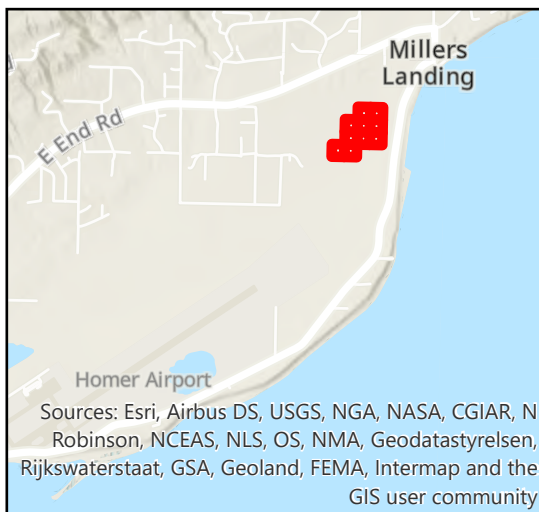 Millers
Landing
E End Rd
Homer Airport
Sources: Esri, Airbus DS, USGS, NGA, NASA, CGIAR, N
Robinson, NCEAS, NLS, OS, NMA, Geodatastyrelsen,
Rijkswaterstaat, GSA, Geoland, FEMA, Intermap and the
GIS user community